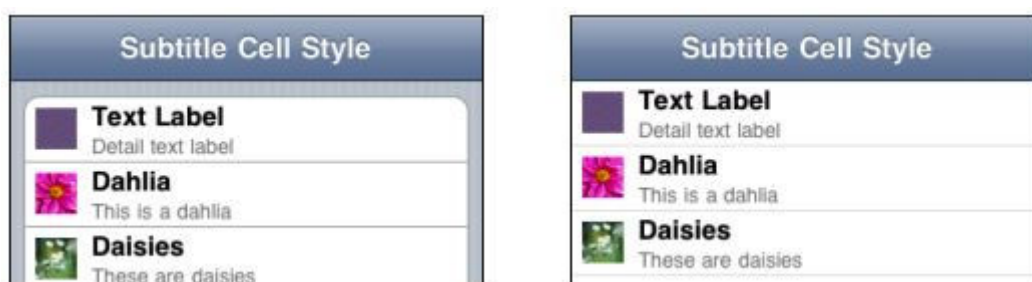 Subtitle Cell Style
Text Label
Detail text label
Dahlia
This is a dahlia
Daisies
These are daisies
Subtitle Cell Style
Text Label
Detail text label
Dahlia
This is a dahlia
Daisies
These are daisies